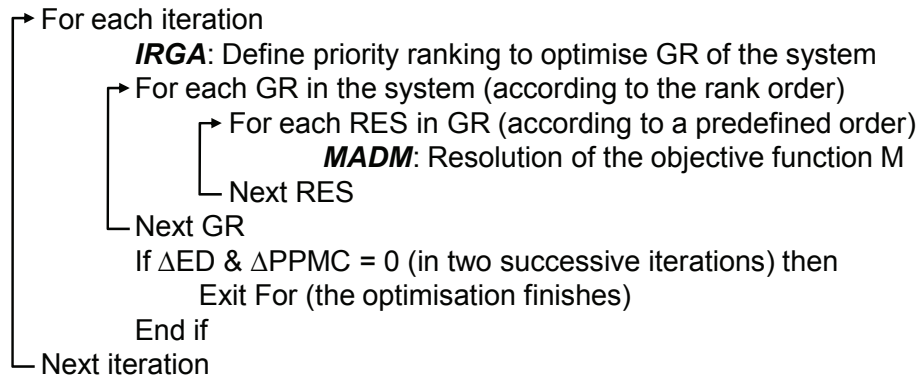 For each iteration
IRGA: Define priority ranking to optimise GR of the system
For each GR in the system (according to the rank order)
For each RES in GR (according to a predefined order)
MADM: Resolution of the objective function M
Next RES
Next GR
If ΔED & ΔPPMC = 0 (in two successive iterations) then
Exit For (the optimisation finishes)
End if
Next iteration